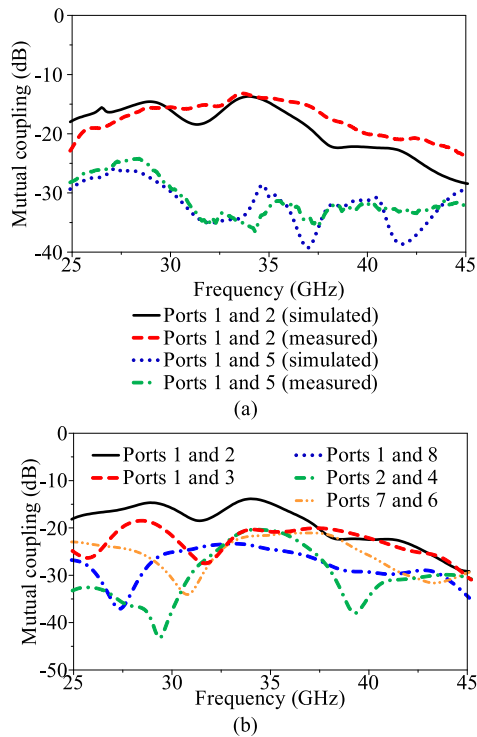 0
-10
-20
-30
-40
Mutual coupling (dB)
25 30 35 40 45
Frequency (GHz)
Ports 1 and 2 (simulated)
Ports 1 and 2 (measured)
Ports 1 and 5 (simulated)
Ports 1 and 5 (measured)
(a)
0
-10
-20
-30
-40
-50
Mutual coupling (dB)
Ports 1 and 2
Ports 1 and 8
Ports 1 and 3
Ports 2 and 4
Ports 7 and 6
25 30 35 40 45
Frequency (GHz)
(b)